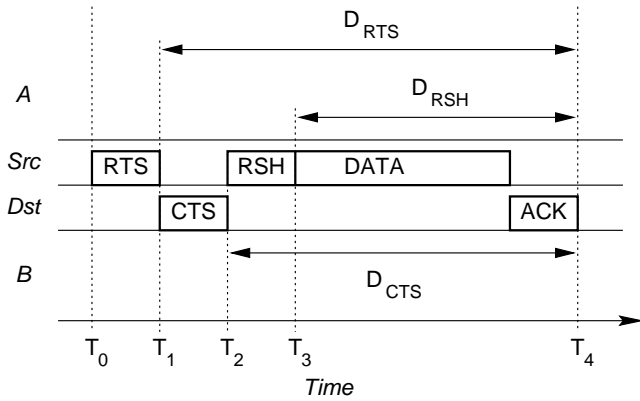 D_RTS
A
D_RSH
Src RTS RSH DATA
Dst CTS ACK
B
D_CTS
T_0 T_1 T_2 T_3 T_4
Time